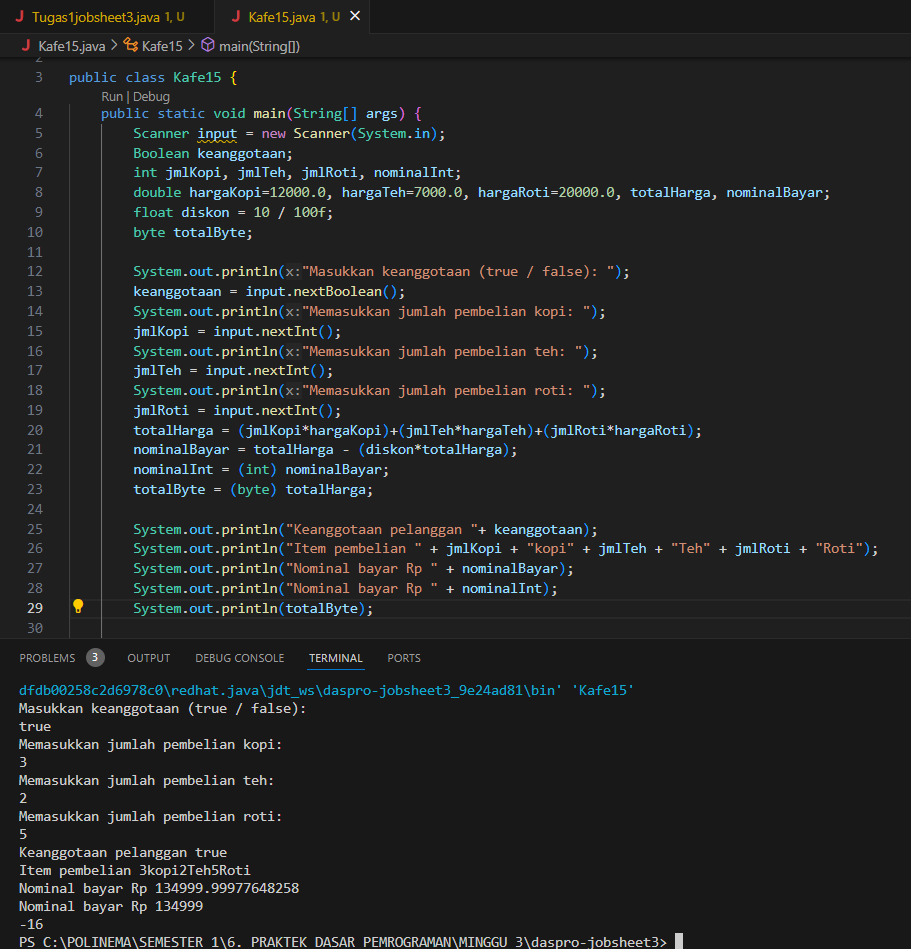 Tugas1jobsheet3.java 1, U
Kafe15.java 1, U
Kafe15.java > Kafe15 > main(String[])
2
3 public class Kafe15 {
Run | Debug
4 public static void main(String[] args) {
5 Scanner input = new Scanner(System.in);
6 Boolean keanggotaan;
7 int jmlKopi, jmlTeh, jmlRoti, nominalInt;
8 double hargaKopi=12000.0, hargaTeh=7000.0, hargaRoti=20000.0, totalHarga, nominalBayar;
9 float diskon = 10 / 100f;
10 byte totalByte;
11
12 System.out.println(x:"Masukkan keanggotaan (true / false): ");
13 keanggotaan = input.nextBoolean();
14 System.out.println(x:"Memasukkan jumlah pembelian kopi: ");
15 jmlKopi = input.nextInt();
16 System.out.println(x:"Memasukkan jumlah pembelian teh: ");
17 jmlTeh = input.nextInt();
18 System.out.println(x:"Memasukkan jumlah pembelian roti: ");
19 jmlRoti = input.nextInt();
20 totalHarga = (jmlKopi*hargaKopi)+(jmlTeh*hargaTeh)+(jmlRoti*hargaRoti);
21 nominalBayar = totalHarga - (diskon*totalHarga);
22 nominalInt = (int) nominalBayar;
23 totalByte = (byte) totalHarga;
24
25 System.out.println("Keanggotaan pelanggan "+ keanggotaan);
26 System.out.println("Item pembelian " + jmlKopi + "kopi" + jmlTeh + "Teh" + jmlRoti + "Roti");
27 System.out.println("Nominal bayar Rp " + nominalBayar);
28 System.out.println("Nominal bayar Rp " + nominalInt);
29 System.out.println(totalByte);
30
PROBLEMS 3 OUTPUT DEBUG CONSOLE TERMINAL PORTS
dfdb00258c2d6978c0\redhat.java\jdt_ws\daspro-jobsheet3_9e24ad81\bin' 'Kafe15'
Masukkan keanggotaan (true / false):
true
Memasukkan jumlah pembelian kopi:
3
Memasukkan jumlah pembelian teh:
2
Memasukkan jumlah pembelian roti:
5
Keanggotaan pelanggan true
Item pembelian 3kopi2Teh5Roti
Nominal bayar Rp 134999.99977648258
Nominal bayar Rp 134999
-16
PS C:\POLINEMA\SEMESTER 1\6. PRAKTEK DASAR PEMROGRAMAN\MINGGU 3\daspro-jobsheet3>